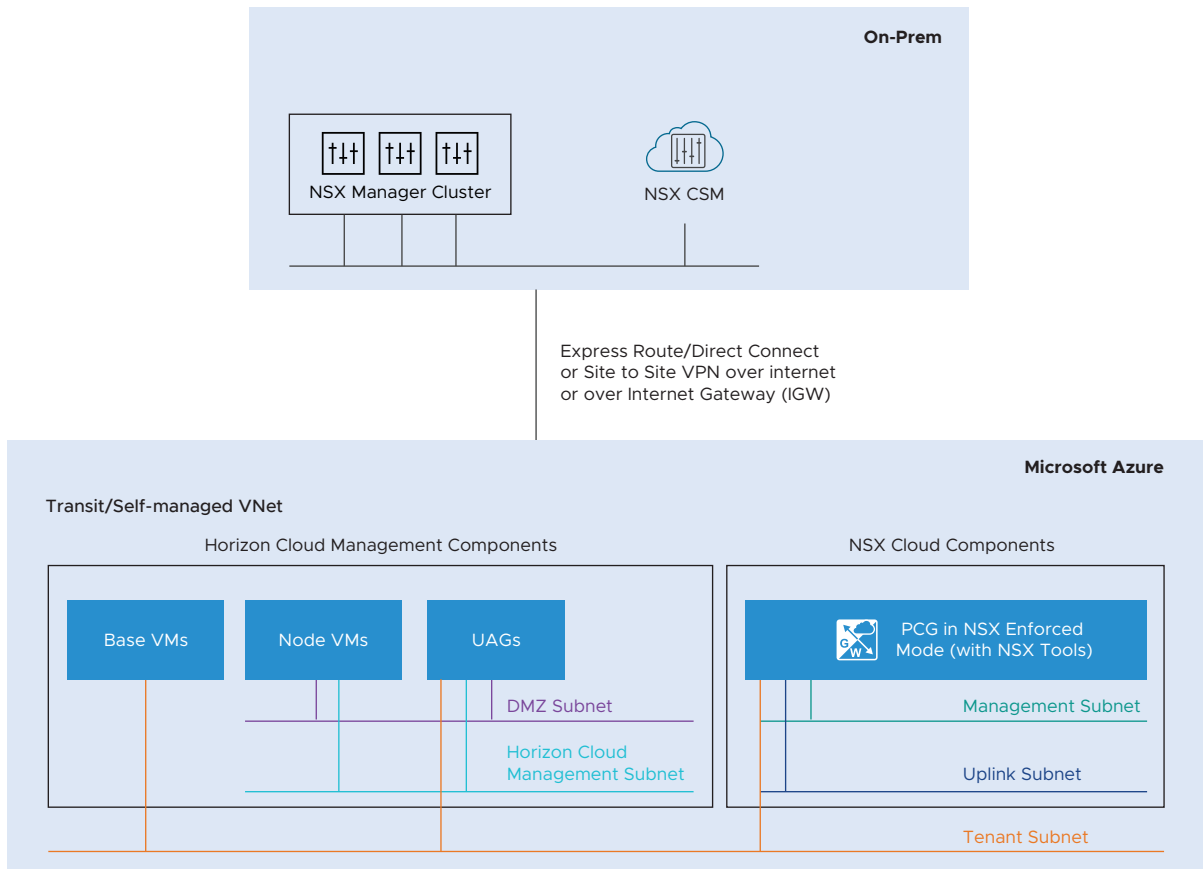 On-Prem
NSX Manager Cluster
NSX CSM
Express Route/Direct Connect
or Site to Site VPN over internet
or over Internet Gateway (IGW)
Microsoft Azure
Transit/Self-managed VNet
Horizon Cloud Management Components
NSX Cloud Components
Base VMs
Node VMs
UAGs
G
W
PCG in NSX Enforced
Mode (with NSX Tools)
DMZ Subnet
Management Subnet
Horizon Cloud
Management Subnet
Uplink Subnet
Tenant Subnet